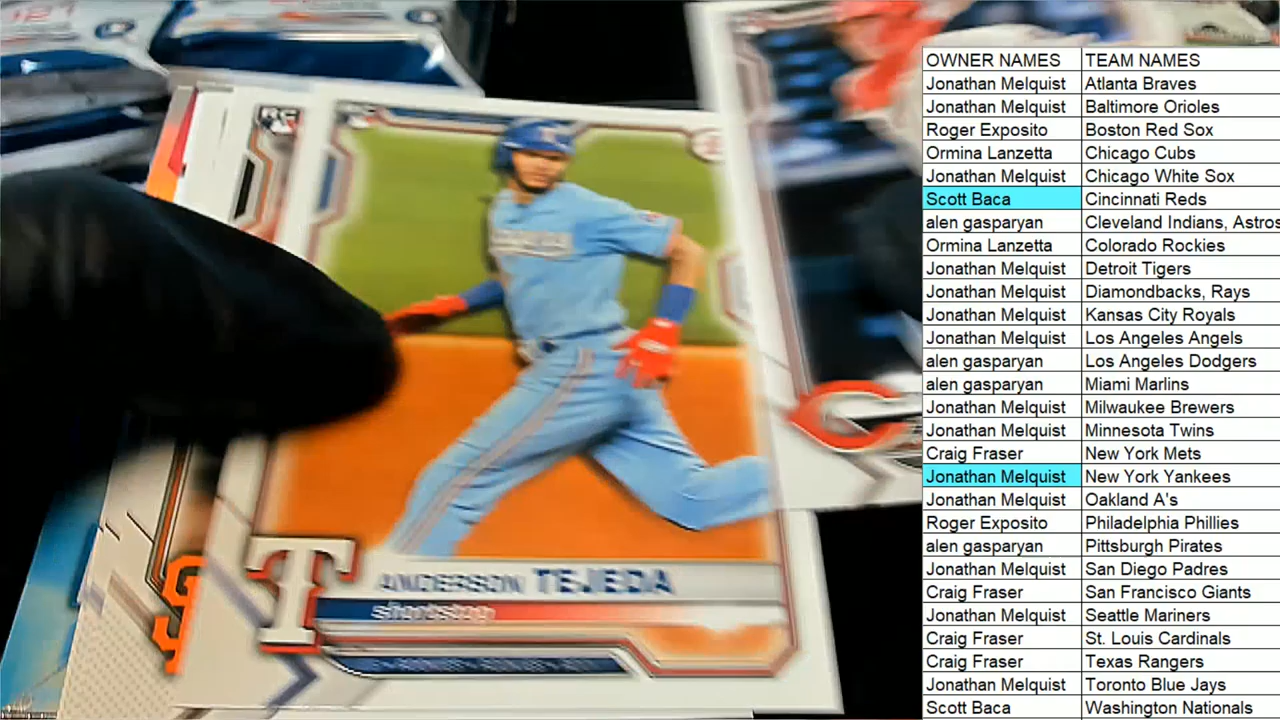 OWNER NAMES TEAM NAMES
Jonathan Melquist Atlanta Braves
Jonathan Melquist Baltimore Orioles
Roger Exposito Boston Red Sox
Ormina Lanzetta Chicago Cubs
Jonathan Melquist Chicago White Sox
Scott Baca Cincinnati Reds
alen gasparyan Cleveland Indians, Astros
Ormina Lanzetta Colorado Rockies
Jonathan Melquist Detroit Tigers
Jonathan Melquist Diamondbacks, Rays
Jonathan Melquist Kansas City Royals
Jonathan Melquist Los Angeles Angels
alen gasparyan Los Angeles Dodgers
alen gasparyan Miami Marlins
Jonathan Melquist Milwaukee Brewers
Jonathan Melquist Minnesota Twins
Craig Fraser New York Mets
Jonathan Melquist New York Yankees
Jonathan Melquist Oakland A's
Roger Exposito Philadelphia Phillies
alen gasparyan Pittsburgh Pirates
Jonathan Melquist San Diego Padres
Craig Fraser San Francisco Giants
Jonathan Melquist Seattle Mariners
Craig Fraser St. Louis Cardinals
Craig Fraser Texas Rangers
Jonathan Melquist Toronto Blue Jays
Scott Baca Washington Nationals
RC
T
ANDERSON TEJEDA
shortstop